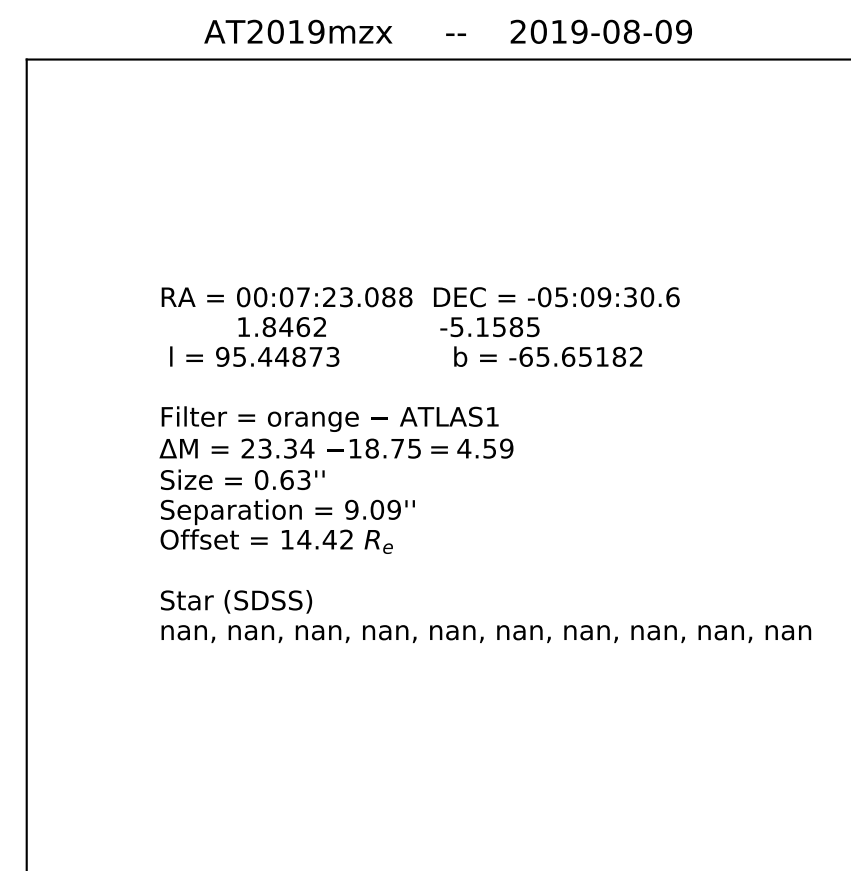 AT2019mzx -- 2019-08-09
RA = 00:07:23.088 DEC = -05:09:30.6
1.8462 -5.1585
l = 95.44873 b = -65.65182
Filter = orange − ATLAS1
ΔM = 23.34 −18.75 = 4.59
Size = 0.63''
Separation = 9.09''
Offset = 14.42 Re
Star (SDSS)
nan, nan, nan, nan, nan, nan, nan, nan, nan, nan